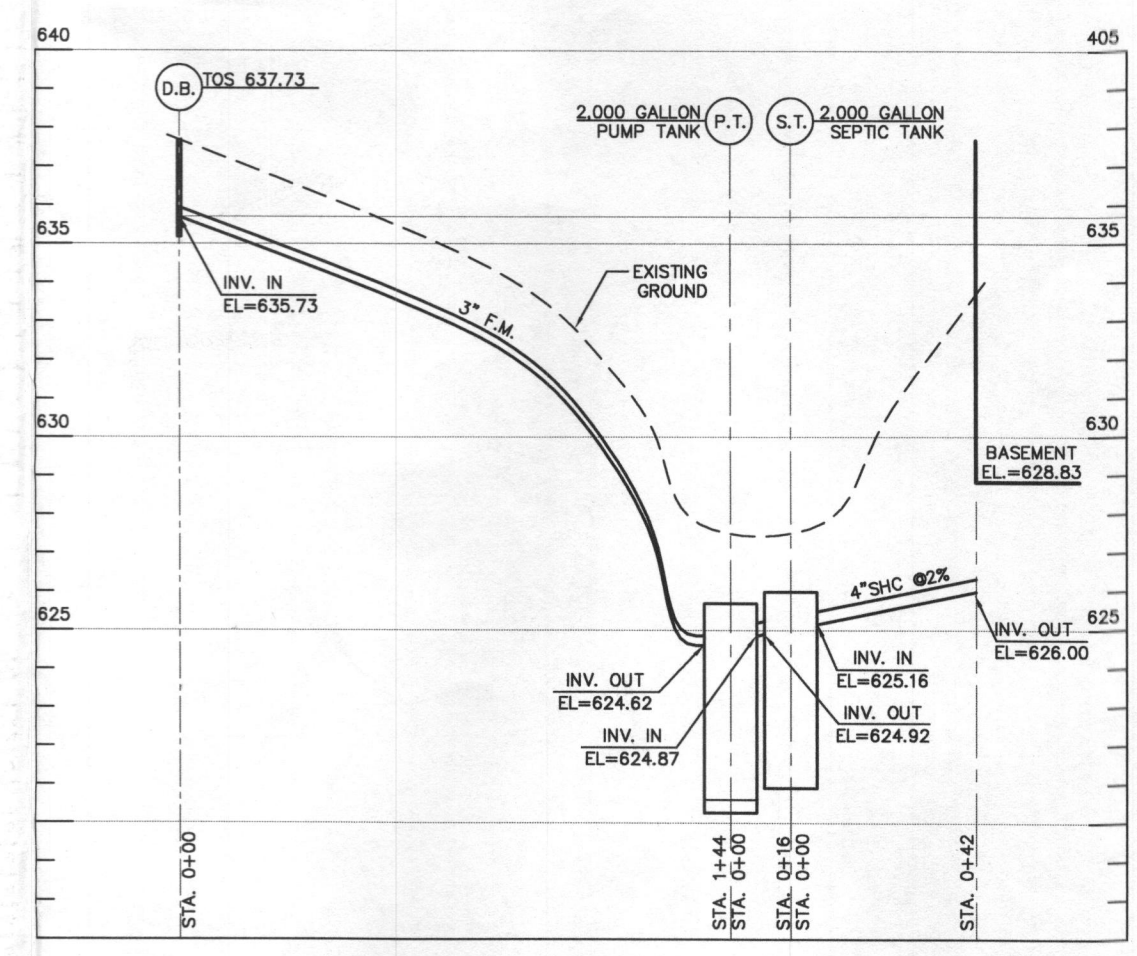 640
405
D.B.
TOS 637.73
2,000 GALLON
PUMP TANK
P.T.
S.T.
2,000 GALLON
SEPTIC TANK
635
635
INV. IN
EL=635.73
EXISTING
GROUND
3" F.M.
630
630
BASEMENT
EL.=628.83
4"SHC @2%
625
625
INV. OUT
EL=626.00
INV. OUT
EL=624.62
INV. IN
EL=625.16
INV. IN
EL=624.87
INV. OUT
EL=624.92
STA. 0+00
STA. 1+44
STA. 0+00
STA. 0+16
STA. 0+00
STA. 0+42